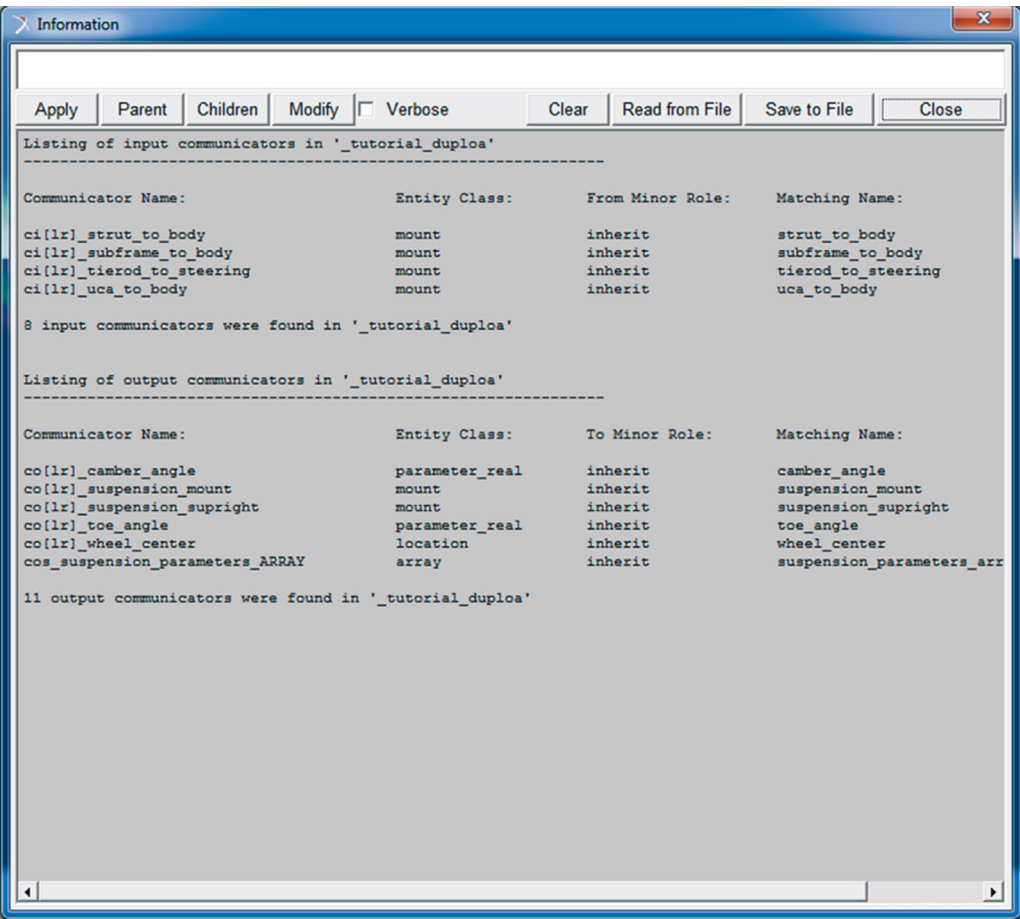 Information
Apply Parent Children Modify Verbose Clear Read from File Save to File Close
Listing of input communicators in '_tutorial_duploa'
----------------------------------------------------------------
Communicator Name: Entity Class: From Minor Role: Matching Name:
ci[lr]_strut_to_body mount inherit strut_to_body
ci[lr]_subframe_to_body mount inherit subframe_to_body
ci[lr]_tierod_to_steering mount inherit tierod_to_steering
ci[lr]_uca_to_body mount inherit uca_to_body
8 input communicators were found in '_tutorial_duploa'
Listing of output communicators in '_tutorial_duploa'
----------------------------------------------------------------
Communicator Name: Entity Class: To Minor Role: Matching Name:
co[lr]_camber_angle parameter_real inherit camber_angle
co[lr]_suspension_mount mount inherit suspension_mount
co[lr]_suspension_supright mount inherit suspension_supright
co[lr]_toe_angle parameter_real inherit toe_angle
co[lr]_wheel_center location inherit wheel_center
cos_suspension_parameters_ARRAY array inherit suspension_parameters_arr
11 output communicators were found in '_tutorial_duploa'